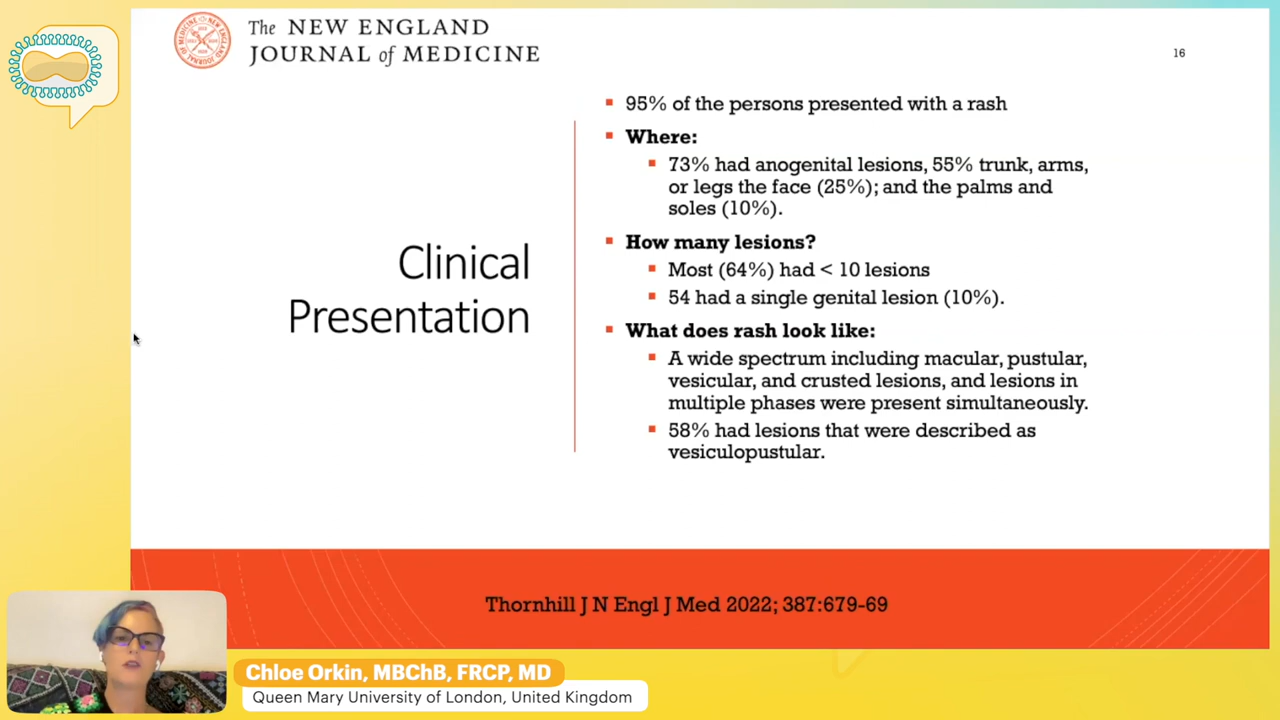 The NEW ENGLAND
JOURNAL of MEDICINE
16
95% of the persons presented with a rash
Where:
73% had anogenital lesions, 55% trunk, arms,
or legs the face (25%); and the palms and
soles (10%).
How many lesions?
Most (64%) had < 10 lesions
54 had a single genital lesion (10%).
What does rash look like:
A wide spectrum including macular, pustular,
vesicular, and crusted lesions, and lesions in
multiple phases were present simultaneously.
58% had lesions that were described as
vesiculopustular.
Clinical
Presentation
Thornhill J N Engl J Med 2022; 387:679-69
Chloe Orkin, MBChB, FRCP, MD
Queen Mary University of London, United Kingdom